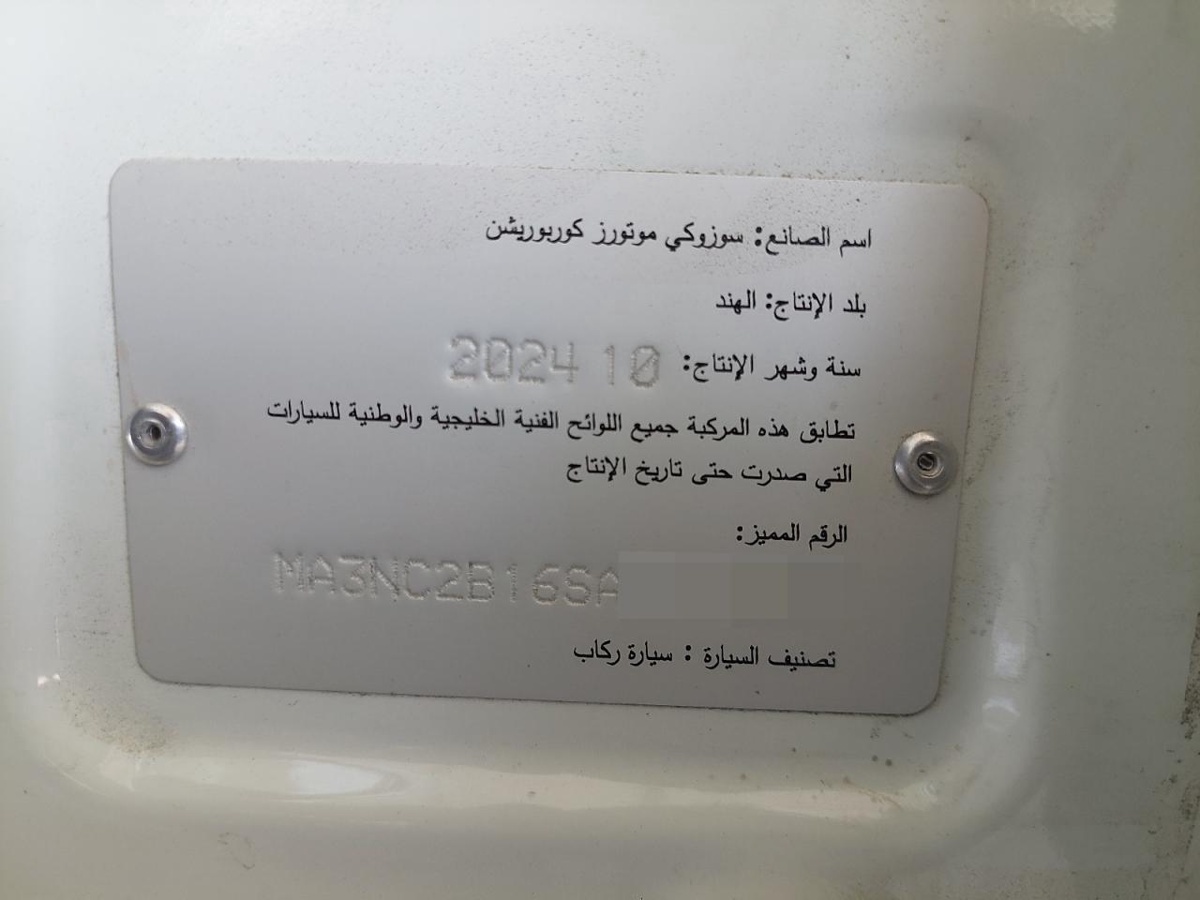 اسم الصانع: سوزوكي موتورز كوربوريشن
بلد الإنتاج: الهند
سنة وشهر الإنتاج: 2024 10
تطابق هذه المركبة جميع اللوائح الفنية الخليجية والوطنية للسيارات
التي صدرت حتى تاريخ الإنتاج
الرقم المميز:
MA3NC2B16SA
تصنيف السيارة : سيارة ركاب